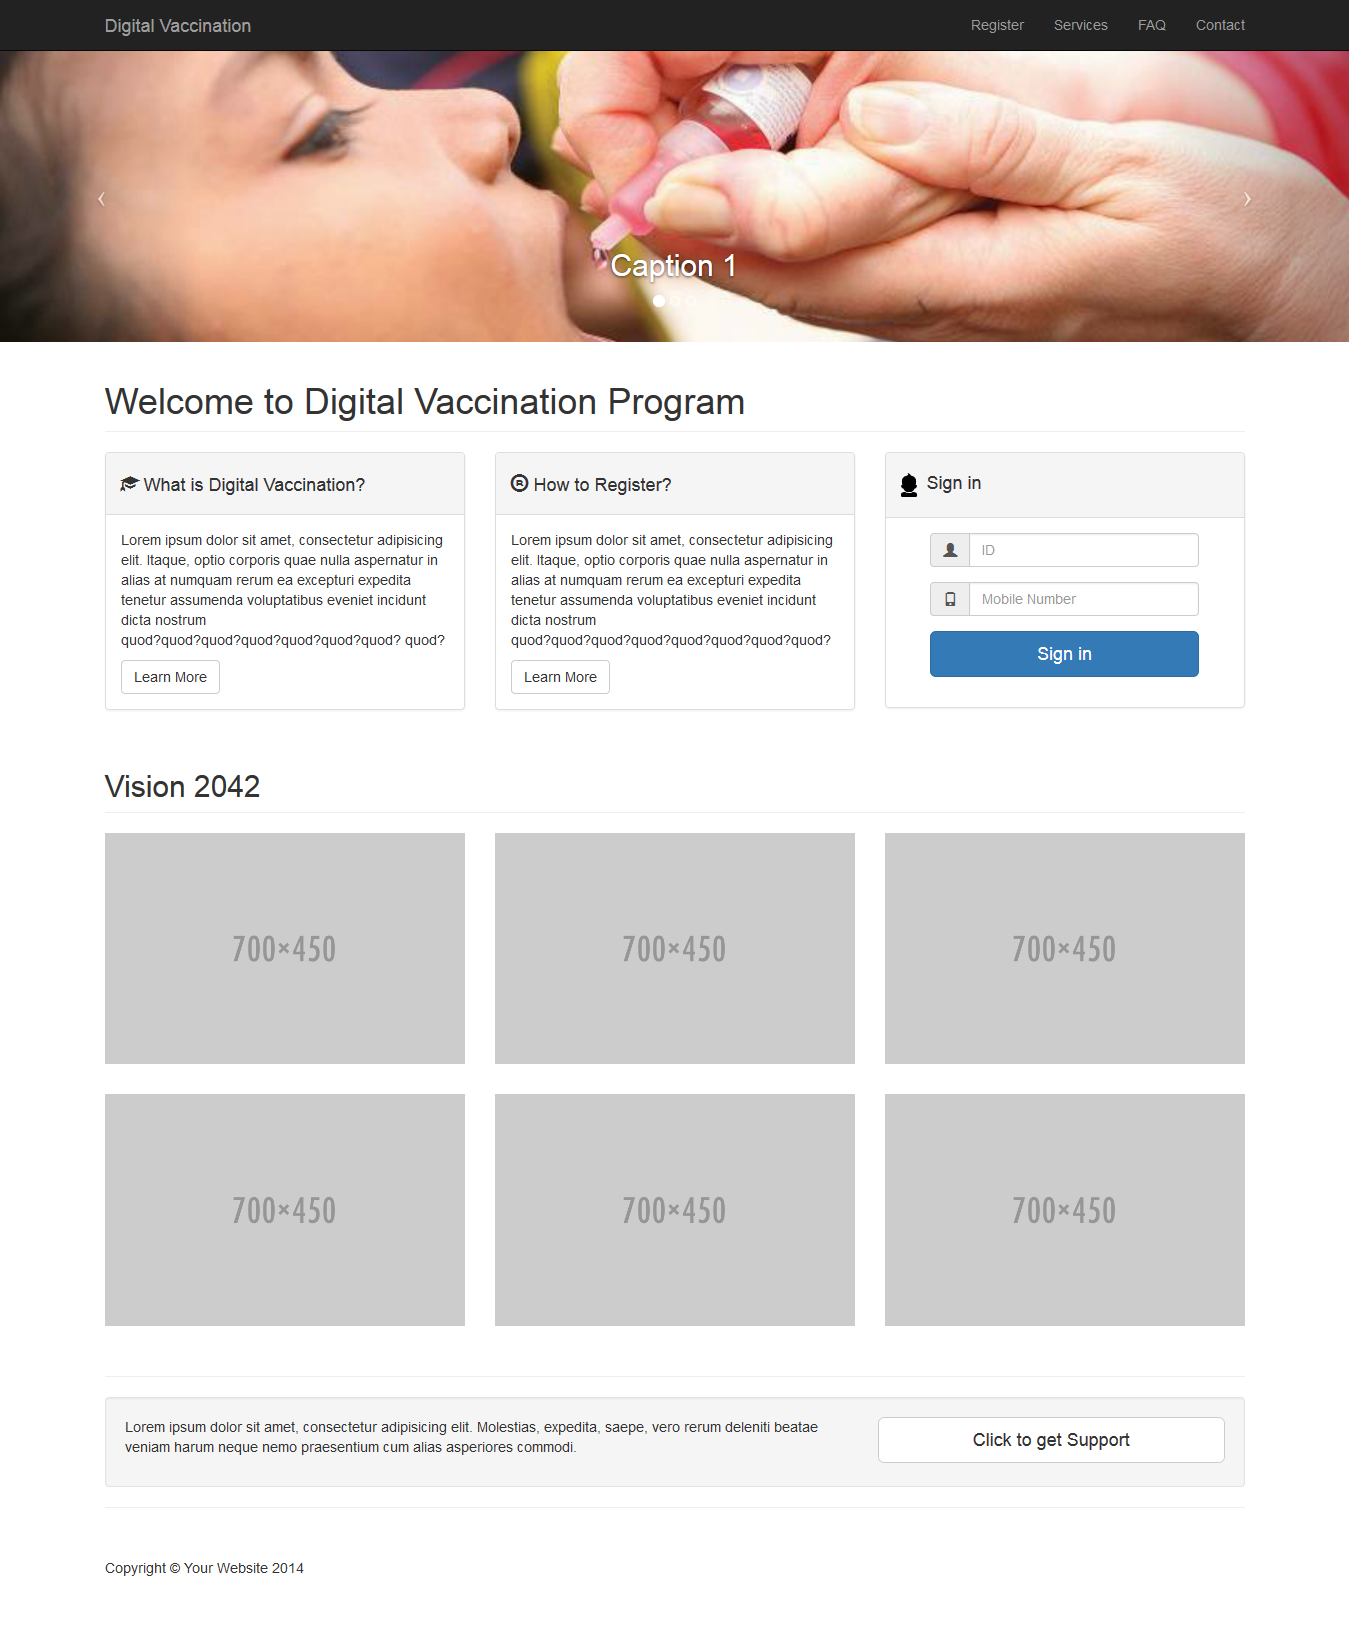 Digital Vaccination
Register Services FAQ Contact
Caption 1
Welcome to Digital Vaccination Program
What is Digital Vaccination?
Lorem ipsum dolor sit amet, consectetur adipisicing
elit. Itaque, optio corporis quae nulla aspernatur in
alias at numquam rerum ea excepturi expedita
tenetur assumenda voluptatibus eveniet incidunt
dicta nostrum
quod?quod?quod?quod?quod?quod?quod? quod?
Learn More
How to Register?
Lorem ipsum dolor sit amet, consectetur adipisicing
elit. Itaque, optio corporis quae nulla aspernatur in
alias at numquam rerum ea excepturi expedita
tenetur assumenda voluptatibus eveniet incidunt
dicta nostrum
quod?quod?quod?quod?quod?quod?quod?quod?
Learn More
Sign in
ID
Mobile Number
Sign in
Vision 2042
700×450
700×450
700×450
700×450
700×450
700×450
Lorem ipsum dolor sit amet, consectetur adipisicing elit. Molestias, expedita, saepe, vero rerum deleniti beatae
veniam harum neque nemo praesentium cum alias asperiores commodi.
Click to get Support
Copyright © Your Website 2014